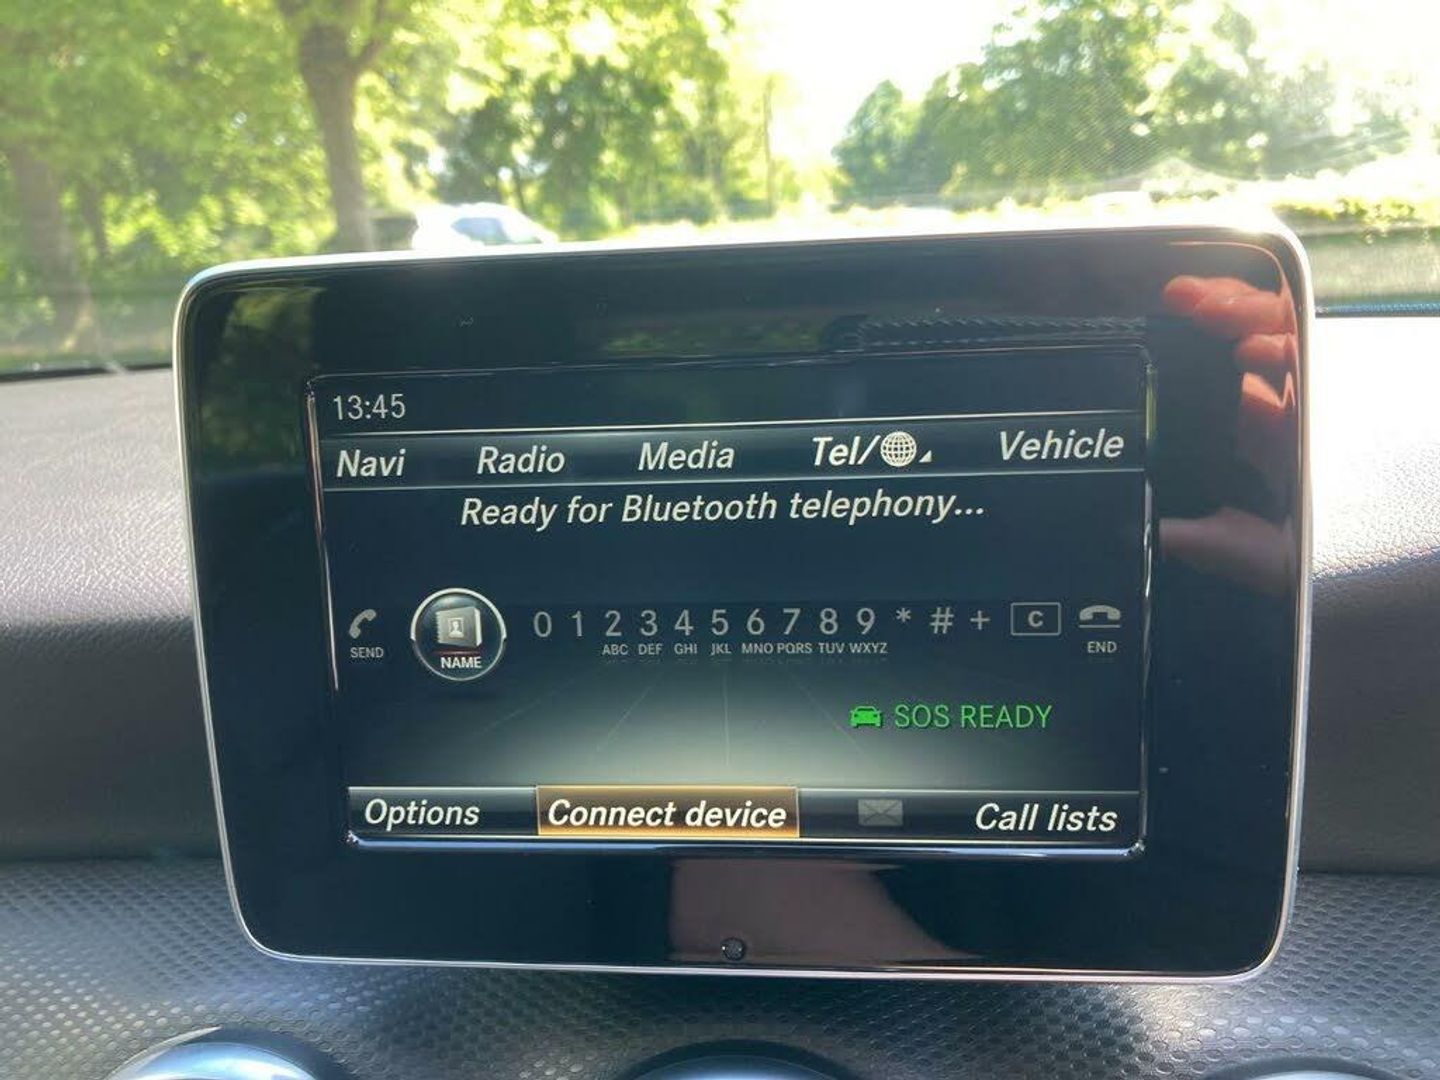 13:45
Navi Radio Media Tel/ Vehicle
Ready for Bluetooth telephony...
0 1 2 3 4 5 6 7 8 9 * # + C
SEND NAME ABC DEF GHI JKL MNO PQRS TUV WXYZ END
SOS READY
Options Connect device Call lists